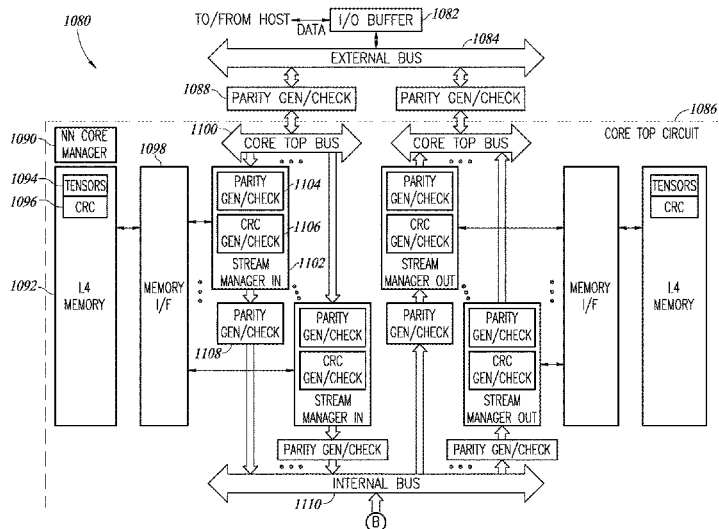 1080
TO/FROM HOST
DATA
I/O BUFFER
1082
1084
EXTERNAL BUS
1088
PARITY GEN/CHECK
PARITY GEN/CHECK
1086
CORE TOP CIRCUIT
1090
NN CORE
MANAGER
1098
1100
CORE TOP BUS
CORE TOP BUS
1094
TENSORS
1096
CRC
1092
L4
MEMORY
MEMORY
I/F
PARITY
GEN/CHECK
1104
CRC
GEN/CHECK
1106
STREAM
MANAGER IN
1102
PARITY
GEN/CHECK
1108
PARITY
GEN/CHECK
CRC
GEN/CHECK
STREAM
MANAGER IN
PARITY GEN/CHECK
PARITY
GEN/CHECK
CRC
GEN/CHECK
STREAM
MANAGER OUT
PARITY
GEN/CHECK
PARITY
GEN/CHECK
CRC
GEN/CHECK
STREAM
MANAGER OUT
PARITY GEN/CHECK
MEMORY
I/F
TENSORS
CRC
L4
MEMORY
INTERNAL BUS
1110
B